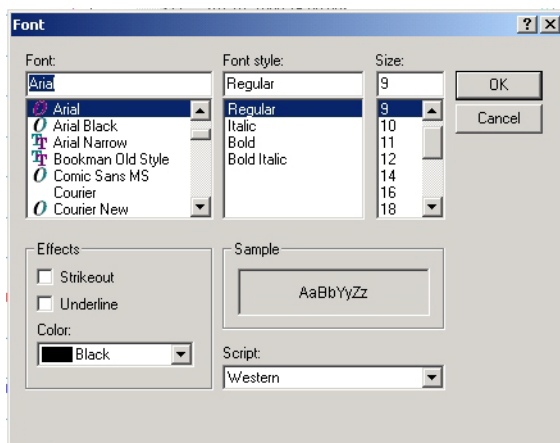 Font
Font: Font style: Size:
Arial Regular 9 OK
Arial Regular 9 Cancel
Arial Black Italic 10
Arial Narrow Bold 11
Bookman Old Style Bold Italic 12
Comic Sans MS 14
Courier 16
Courier New 18
Effects
Strikeout
Underline
Color:
Black
Sample
AaBbYyZz
Script:
Western